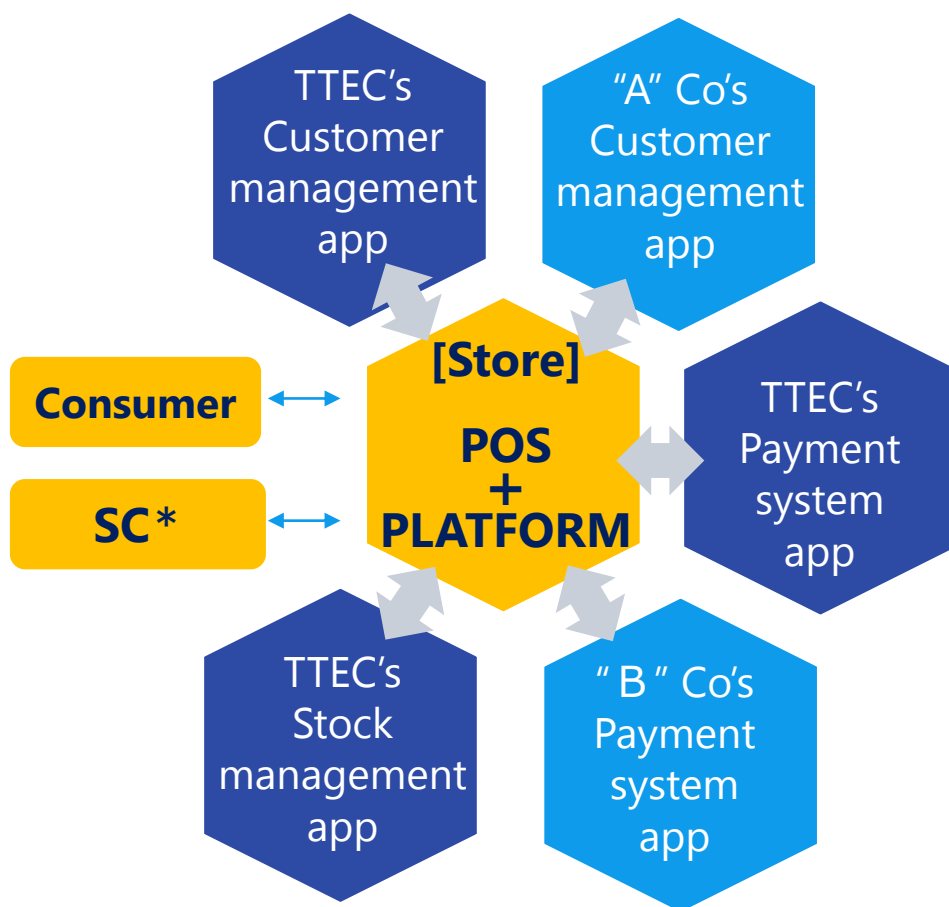 TTEC’s
Customer
management
app
“A” Co’s
Customer
management
app
[Store]
POS
+
PLATFORM
Consumer
SC*
TTEC’s
Payment
system
app
TTEC’s
Stock
management
app
“B” Co’s
Payment
system
app